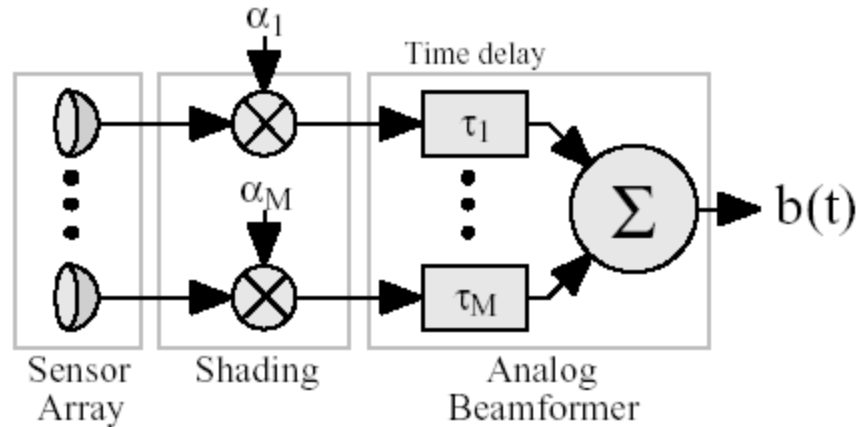 α1
Time delay
τ1
αM
Σ
b(t)
τM
Sensor
Array
Shading
Analog
Beamformer